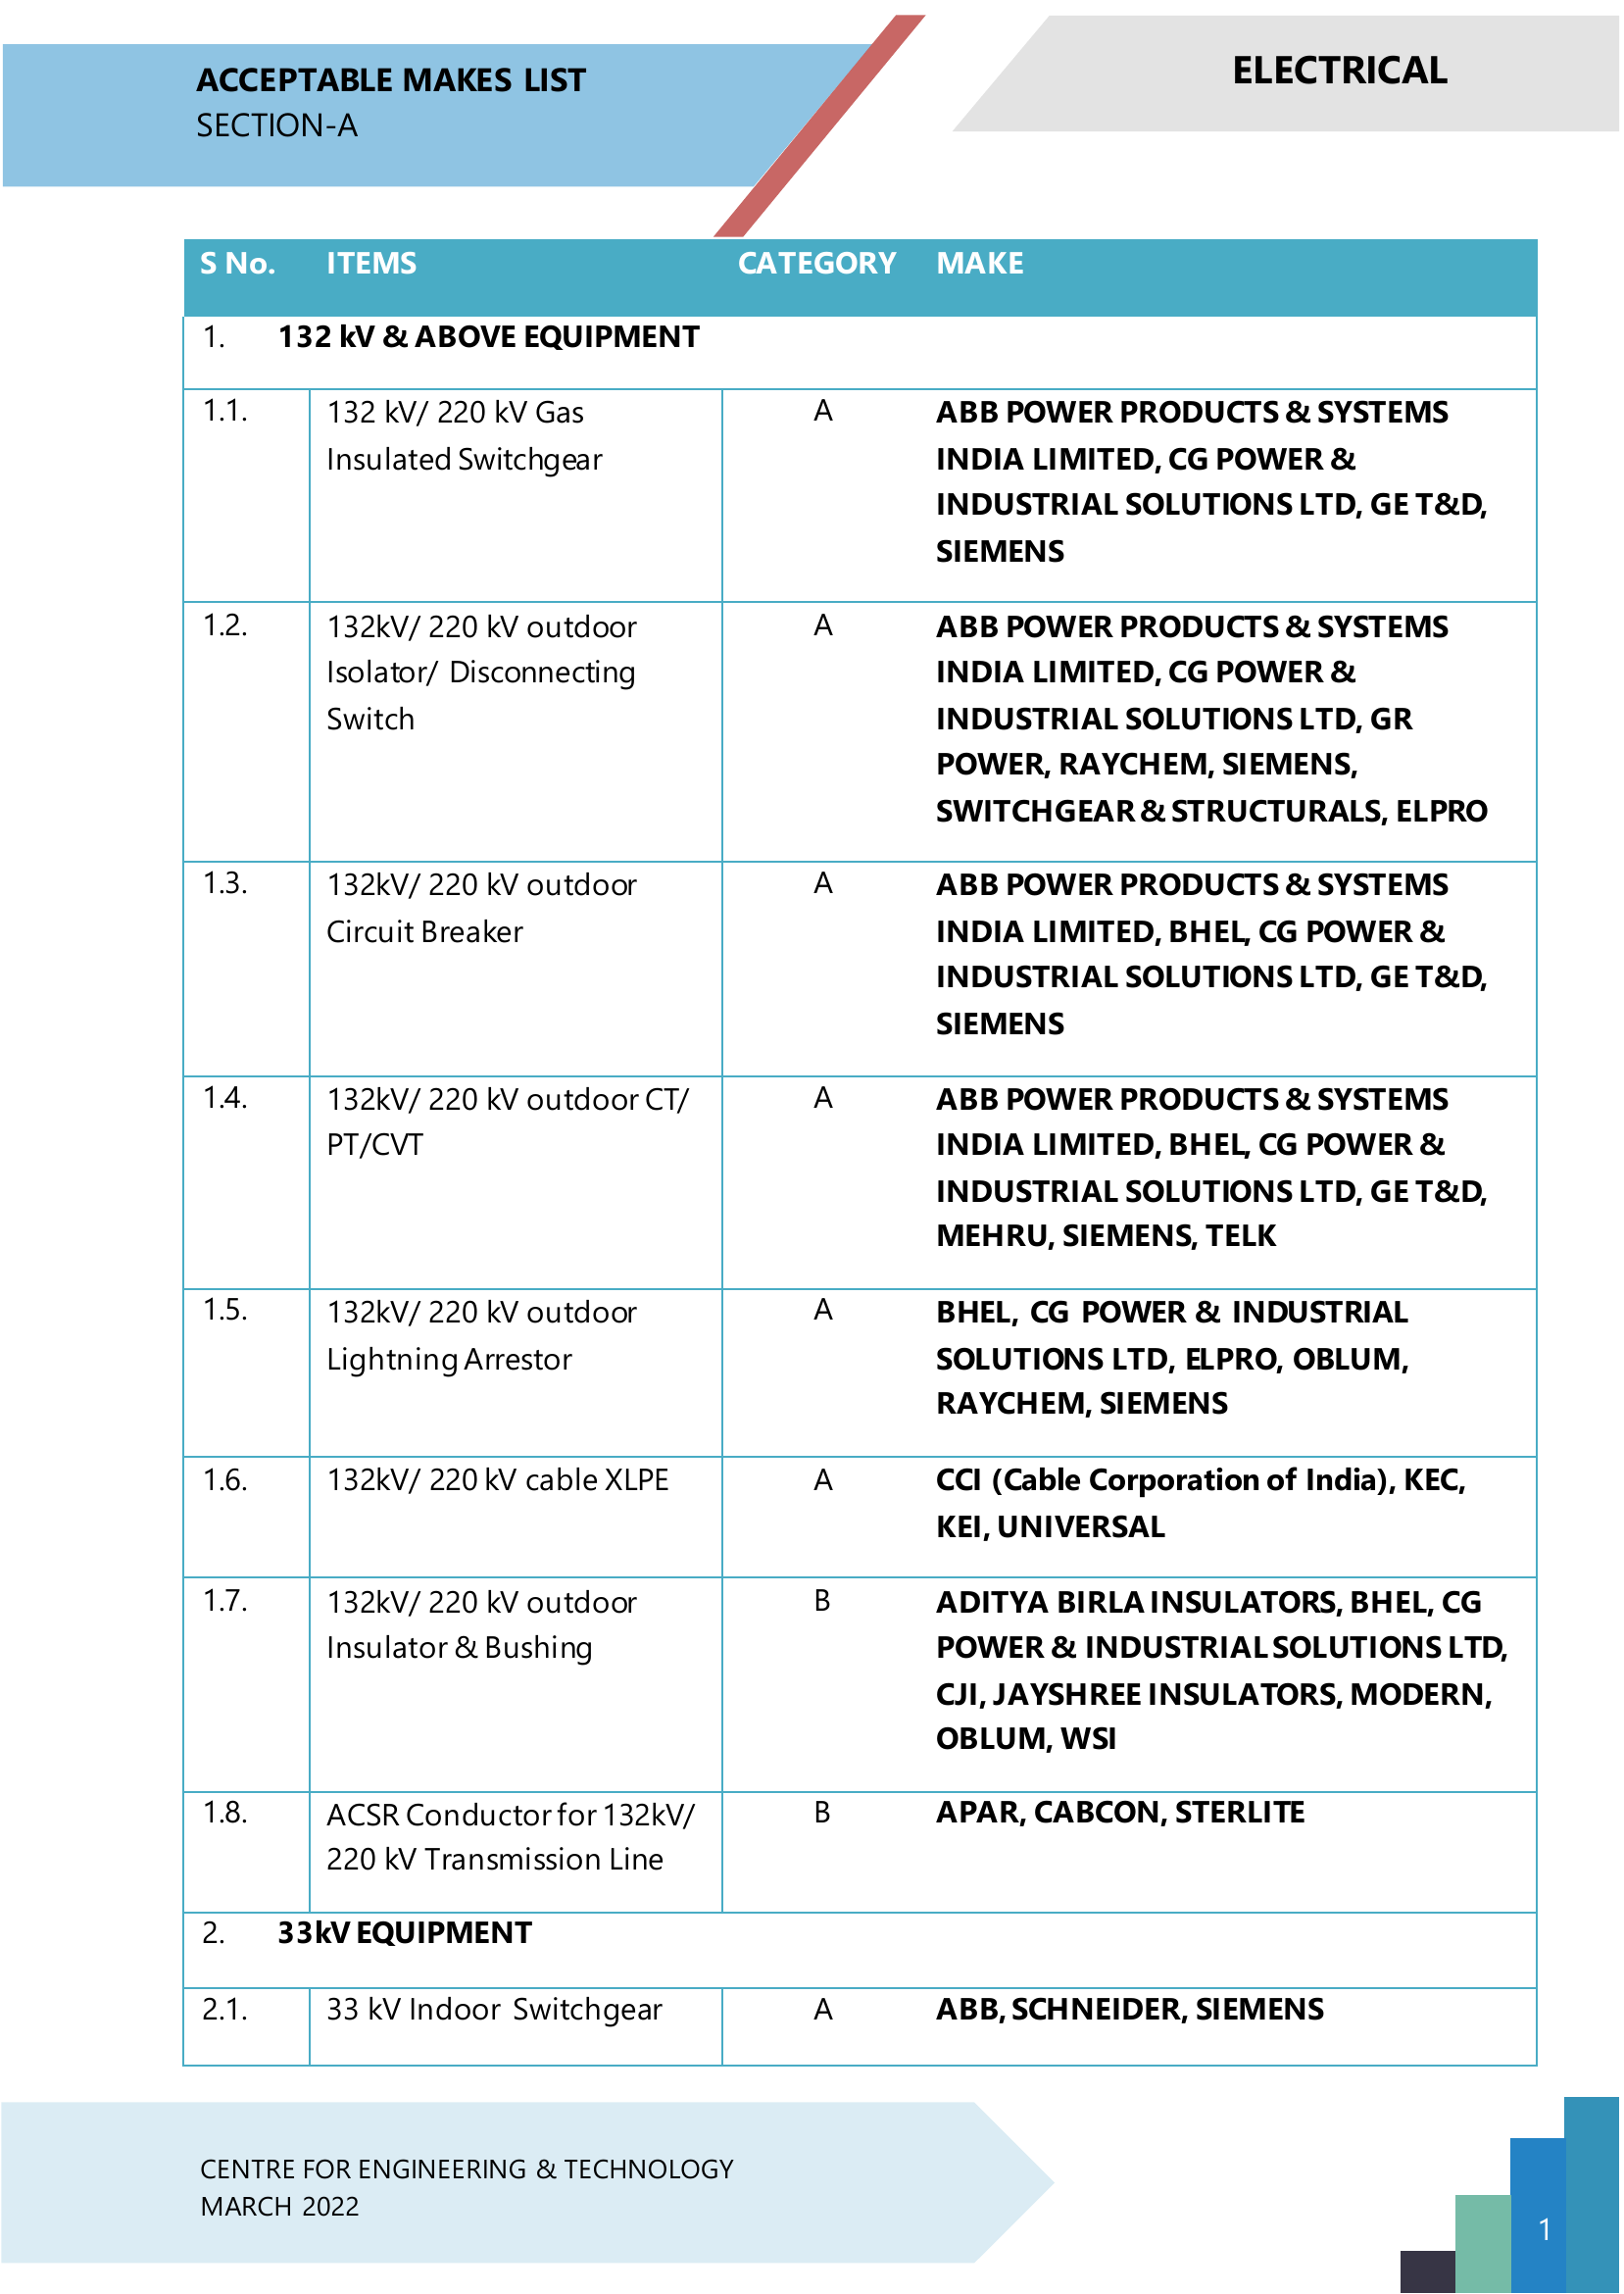 ACCEPTABLE MAKES LIST
SECTION-A
ELECTRICAL
S No. ITEMS CATEGORY MAKE
1. 132 kV & ABOVE EQUIPMENT
1.1. 132 kV/ 220 kV Gas A ABB POWER PRODUCTS & SYSTEMS
Insulated Switchgear INDIA LIMITED, CG POWER &
INDUSTRIAL SOLUTIONS LTD, GE T&D,
SIEMENS
1.2. 132kV/ 220 kV outdoor A ABB POWER PRODUCTS & SYSTEMS
Isolator/ Disconnecting INDIA LIMITED, CG POWER &
Switch INDUSTRIAL SOLUTIONS LTD, GR
POWER, RAYCHEM, SIEMENS,
SWITCHGEAR & STRUCTURALS, ELPRO
1.3. 132kV/ 220 kV outdoor A ABB POWER PRODUCTS & SYSTEMS
Circuit Breaker INDIA LIMITED, BHEL, CG POWER &
INDUSTRIAL SOLUTIONS LTD, GE T&D,
SIEMENS
1.4. 132kV/ 220 kV outdoor CT/ A ABB POWER PRODUCTS & SYSTEMS
PT/CVT INDIA LIMITED, BHEL, CG POWER &
INDUSTRIAL SOLUTIONS LTD, GE T&D,
MEHRU, SIEMENS, TELK
1.5. 132kV/ 220 kV outdoor A BHEL, CG POWER & INDUSTRIAL
Lightning Arrestor SOLUTIONS LTD, ELPRO, OBLUM,
RAYCHEM, SIEMENS
1.6. 132kV/ 220 kV cable XLPE A CCI (Cable Corporation of India), KEC,
KEI, UNIVERSAL
1.7. 132kV/ 220 kV outdoor B ADITYA BIRLA INSULATORS, BHEL, CG
Insulator & Bushing POWER & INDUSTRIAL SOLUTIONS LTD,
CJI, JAYSHREE INSULATORS, MODERN,
OBLUM, WSI
1.8. ACSR Conductor for 132kV/ B APAR, CABCON, STERLITE
220 kV Transmission Line
2. 33kV EQUIPMENT
2.1. 33 kV Indoor Switchgear A ABB, SCHNEIDER, SIEMENS
CENTRE FOR ENGINEERING & TECHNOLOGY
MARCH 2022
1